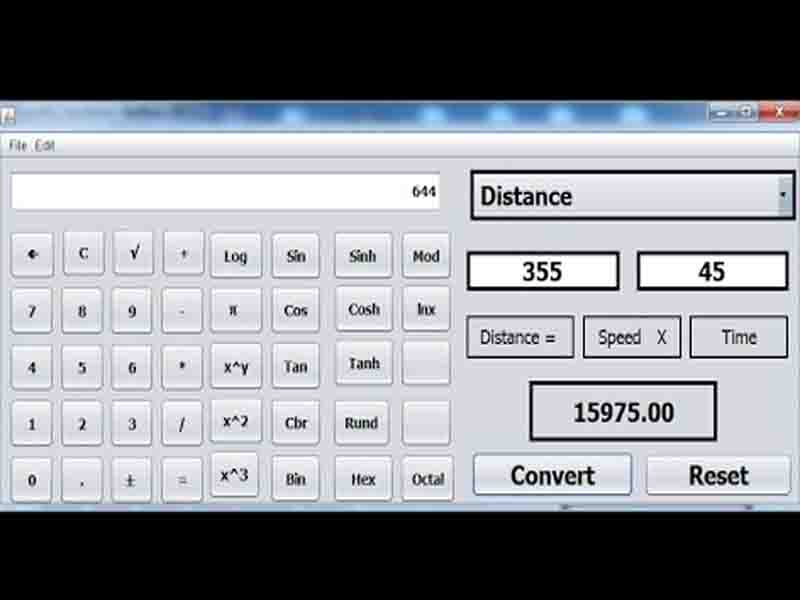 File Edit
644
Distance
← C √ + Log Sin Sinh Mod
355 45
7 8 9 - π Cos Cosh lnx
Distance = Speed X Time
4 5 6 * x^y Tan Tanh
15975.00
1 2 3 / x^2 Cbr Rund
0 . ± = x^3 Bin Hex Octal
Convert Reset